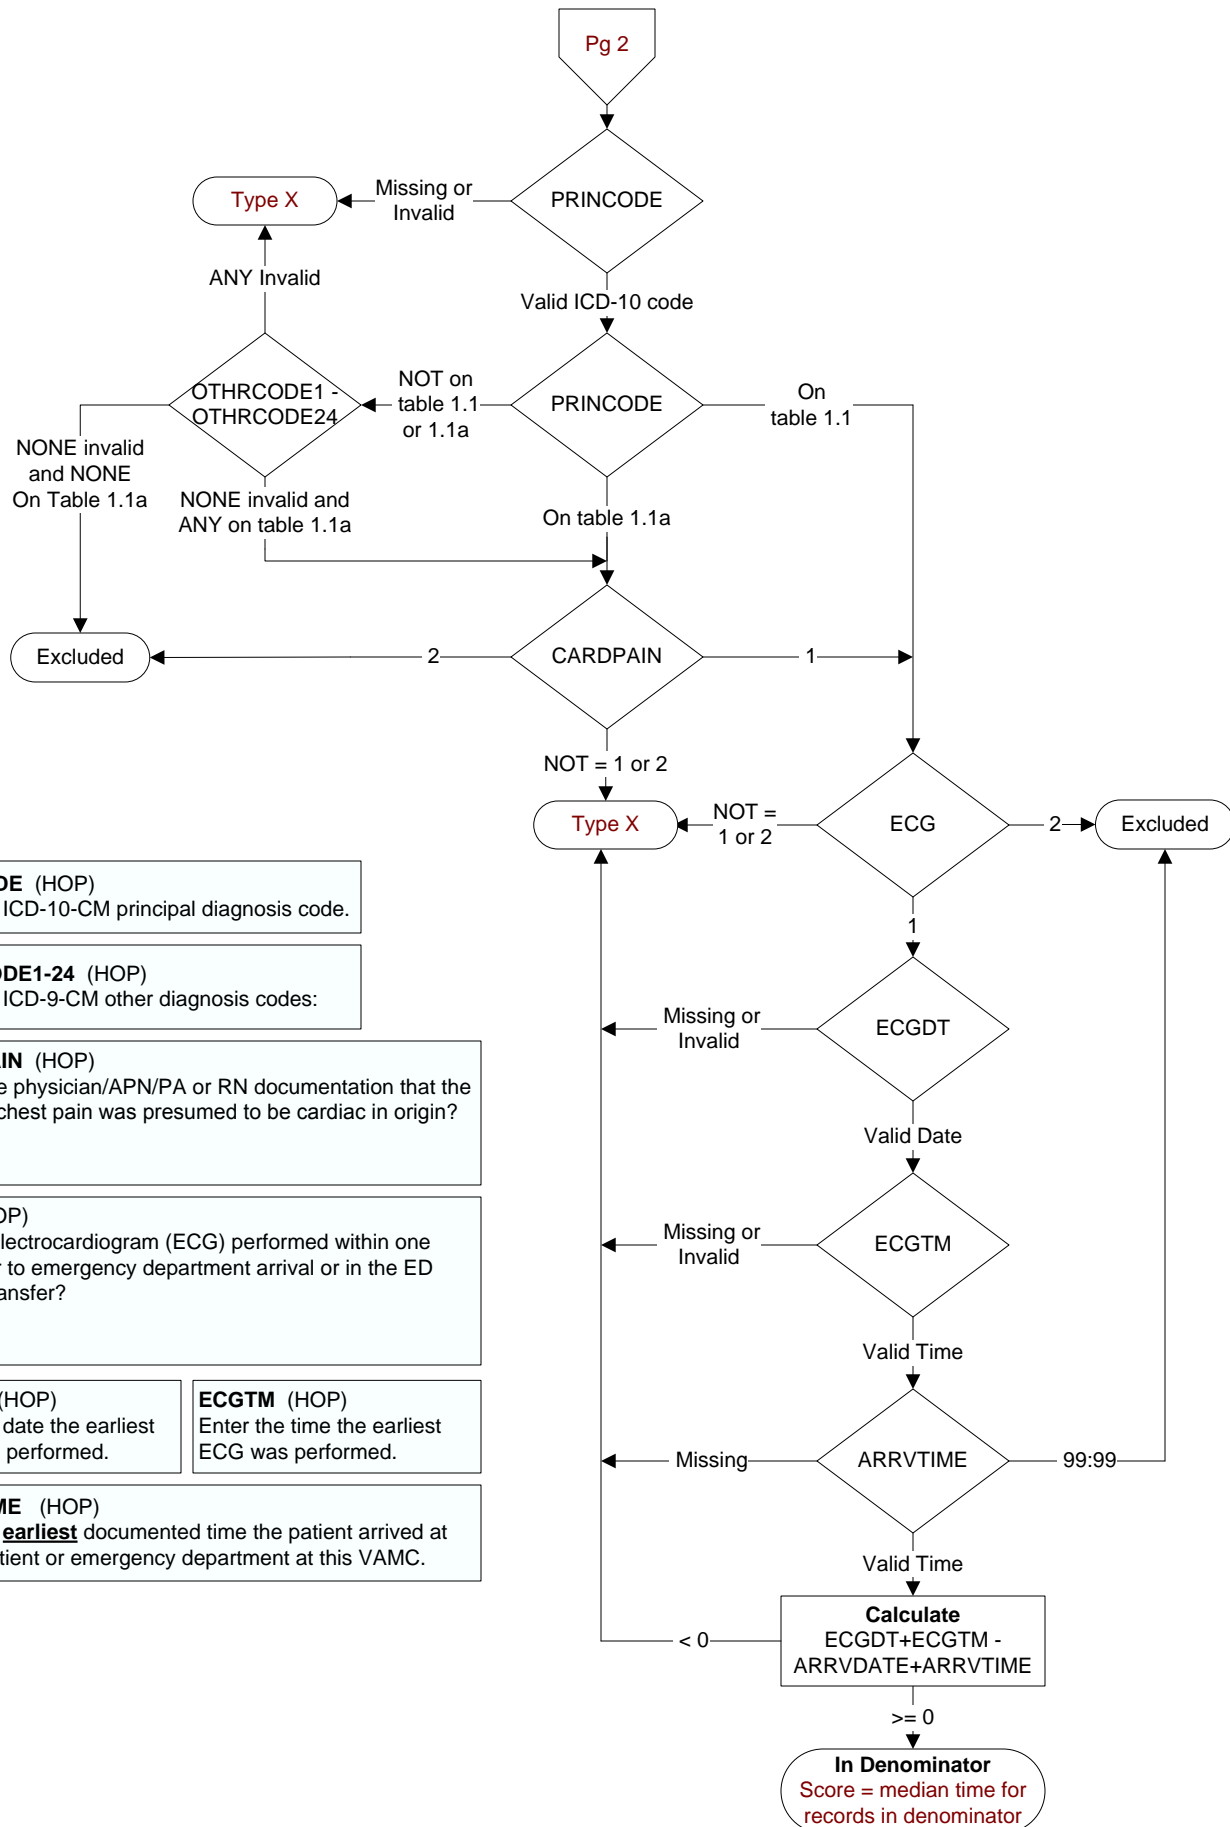 Pg 2
PRINCODE
Missing or
Invalid
Type X
Valid ICD-10 code
ANY Invalid
PRINCODE
On
table 1.1
NOT on
table 1.1
or 1.1a
OTHRCODE1 -
OTHRCODE24
NONE invalid
and NONE
On Table 1.1a
NONE invalid and
ANY on table 1.1a
On table 1.1a
CARDPAIN
2
Excluded
1
NOT = 1 or 2
Type X
NOT =
1 or 2
ECG
2
Excluded
1
ECGDT
Missing or
Invalid
Valid Date
ECGTM
Missing or
Invalid
Valid Time
ARRVTIME
Missing
99:99
Valid Time
Calculate
ECGDT+ECGTM -
ARRVDATE+ARRVTIME
< 0
>= 0
In Denominator
Score = median time for
records in denominator
DE (HOP)
ICD-10-CM principal diagnosis code.
DE1-24 (HOP)
ICD-9-CM other diagnosis codes:
IN (HOP)
e physician/APN/PA or RN documentation that the
chest pain was presumed to be cardiac in origin?
OP)
lectrocardiogram (ECG) performed within one
r to emergency department arrival or in the ED
ansfer?
(HOP)
date the earliest
performed.
ECGTM (HOP)
Enter the time the earliest
ECG was performed.
ME (HOP)
earliest documented time the patient arrived at
tient or emergency department at this VAMC.